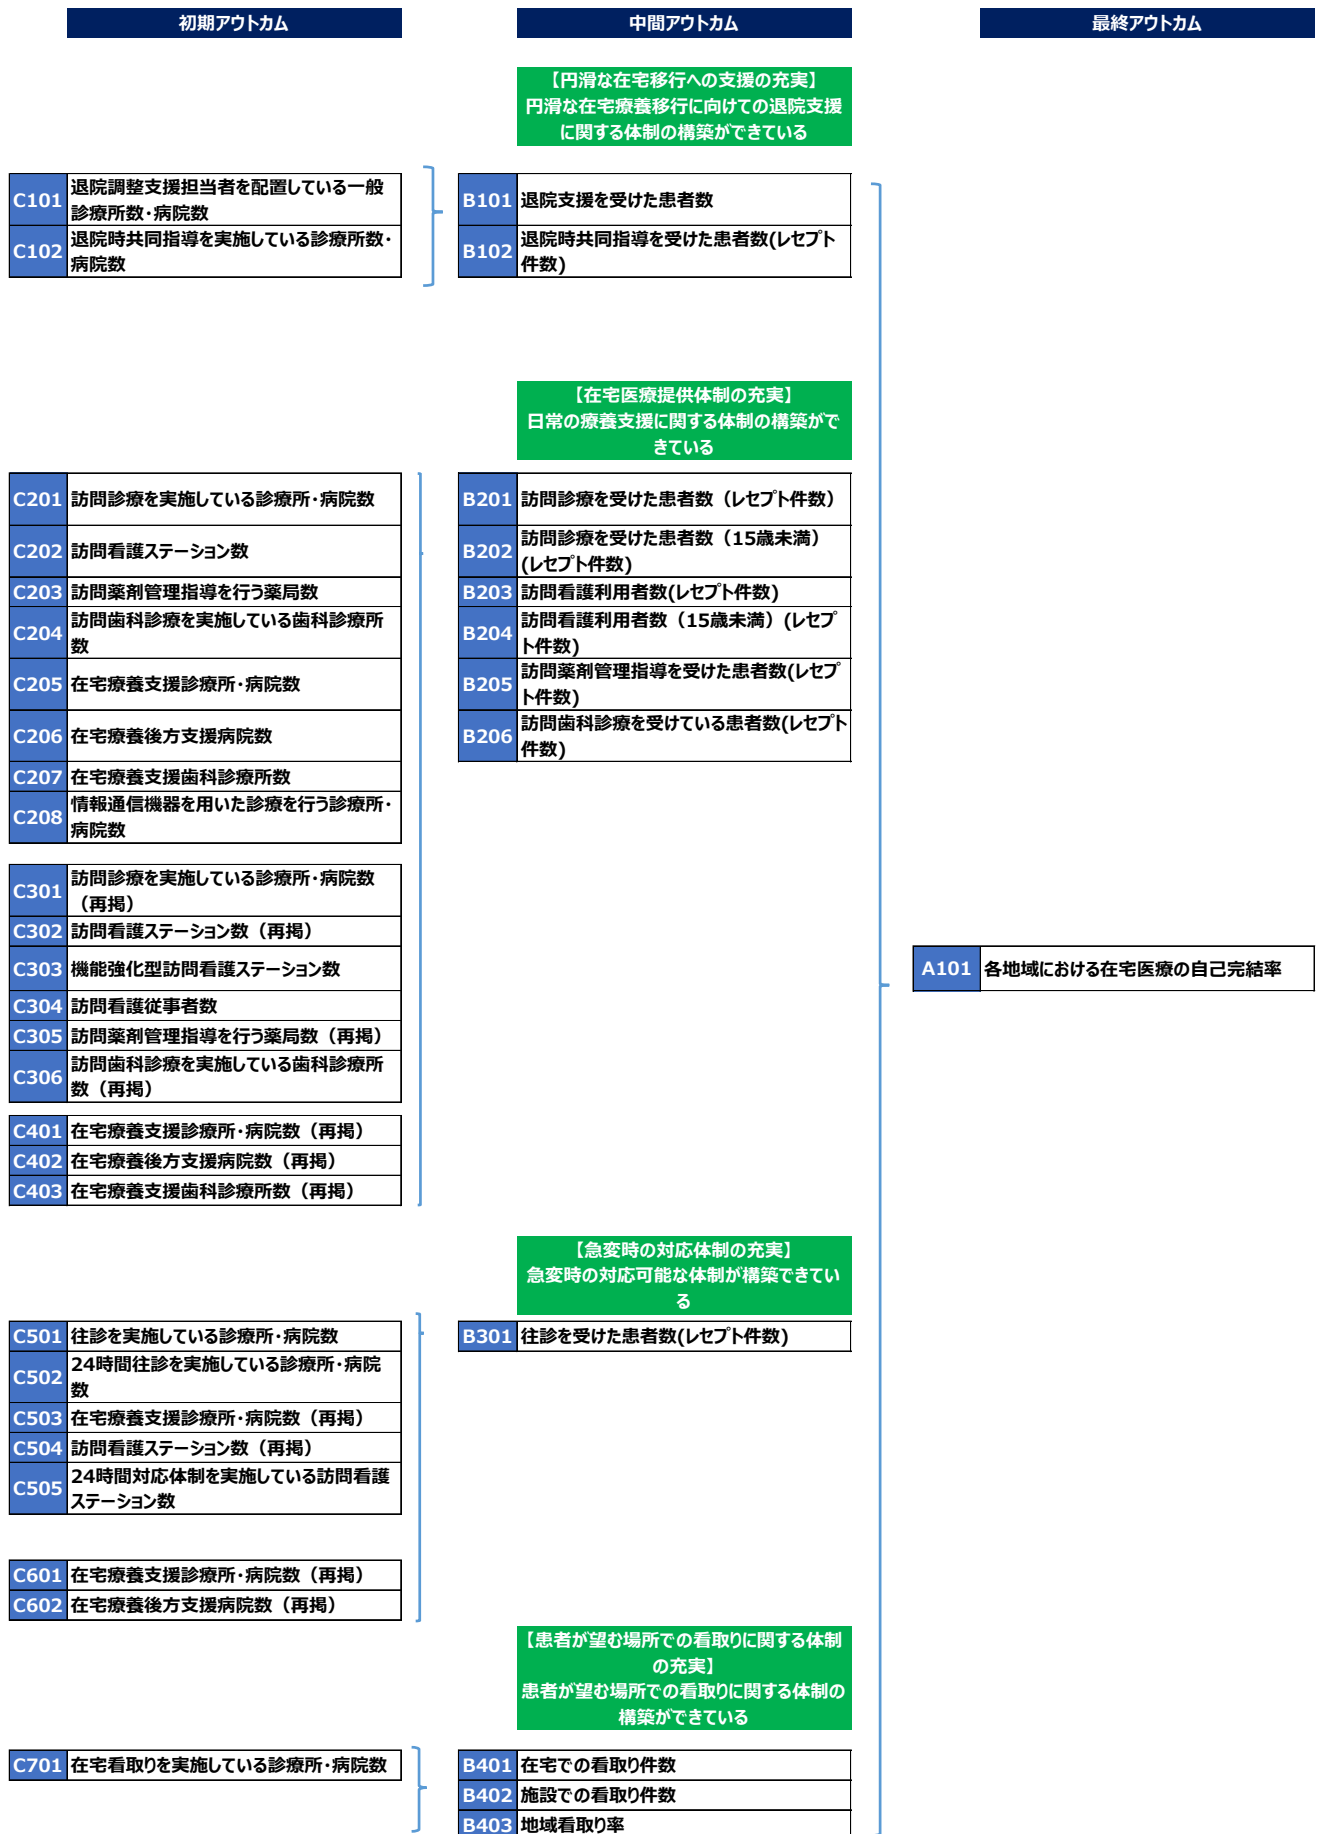 初期アウトカム
中間アウトカム
最終アウトカム
【円滑な在宅移行への支援の充実】
円滑な在宅療養移行に向けての退院支援
に関する体制の構築ができている
C101
退院調整支援担当者を配置している一般
診療所数・病院数
B101
退院支援を受けた患者数
C102
退院時共同指導を実施している診療所数・
病院数
B102
退院時共同指導を受けた患者数(レセプト
件数)
【在宅医療提供体制の充実】
日常の療養支援に関する体制の構築がで
きている
C201
訪問診療を実施している診療所・病院数
B201
訪問診療を受けた患者数（レセプト件数）
C202
訪問看護ステーション数
B202
訪問診療を受けた患者数（15歳未満）
(レセプト件数)
C203
訪問薬剤管理指導を行う薬局数
B203
訪問看護利用者数(レセプト件数)
C204
訪問歯科診療を実施している歯科診療所
数
B204
訪問看護利用者数（15歳未満）(レセプ
ト件数)
C205
在宅療養支援診療所・病院数
B205
訪問薬剤管理指導を受けた患者数(レセプ
ト件数)
C206
在宅療養後方支援病院数
B206
訪問歯科診療を受けている患者数(レセプト
件数)
C207
在宅療養支援歯科診療所数
C208
情報通信機器を用いた診療を行う診療所・
病院数
C301
訪問診療を実施している診療所・病院数
（再掲）
C302
訪問看護ステーション数（再掲）
C303
機能強化型訪問看護ステーション数
A101
各地域における在宅医療の自己完結率
C304
訪問看護従事者数
C305
訪問薬剤管理指導を行う薬局数（再掲）
C306
訪問歯科診療を実施している歯科診療所
数（再掲）
C401
在宅療養支援診療所・病院数（再掲）
C402
在宅療養後方支援病院数（再掲）
C403
在宅療養支援歯科診療所数（再掲）
【急変時の対応体制の充実】
急変時の対応可能な体制が構築できてい
る
C501
往診を実施している診療所・病院数
B301
往診を受けた患者数(レセプト件数)
C502
24時間往診を実施している診療所・病院
数
C503
在宅療養支援診療所・病院数（再掲）
C504
訪問看護ステーション数（再掲）
C505
24時間対応体制を実施している訪問看護
ステーション数
C601
在宅療養支援診療所・病院数（再掲）
C602
在宅療養後方支援病院数（再掲）
【患者が望む場所での看取りに関する体制
の充実】
患者が望む場所での看取りに関する体制の
構築ができている
C701
在宅看取りを実施している診療所・病院数
B401
在宅での看取り件数
B402
施設での看取り件数
B403
地域看取り率